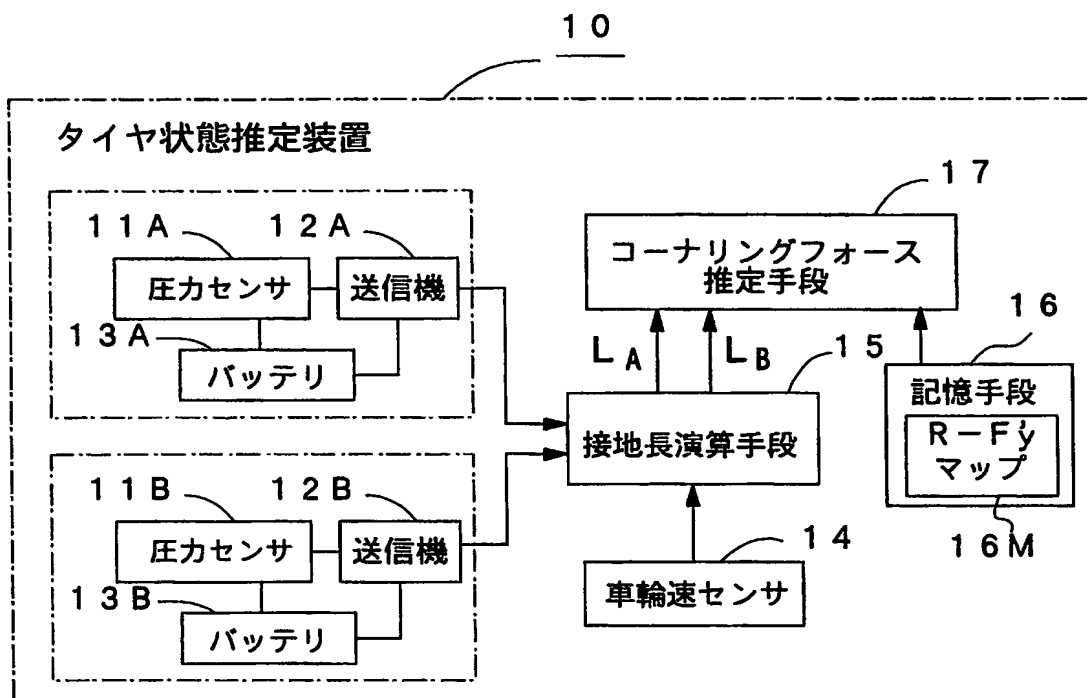 １０
タイヤ状態推定装置
１１Ａ
１２Ａ
圧力センサ
送信機
１３Ａ
バッテリ
１１Ｂ
１２Ｂ
圧力センサ
送信機
１３Ｂ
バッテリ
１７
コーナリングフォース
推定手段
LA
LB
１５
接地長演算手段
１４
車輪速センサ
１６
記憶手段
Ｒ－Ｆｙ
マップ
１６Ｍ